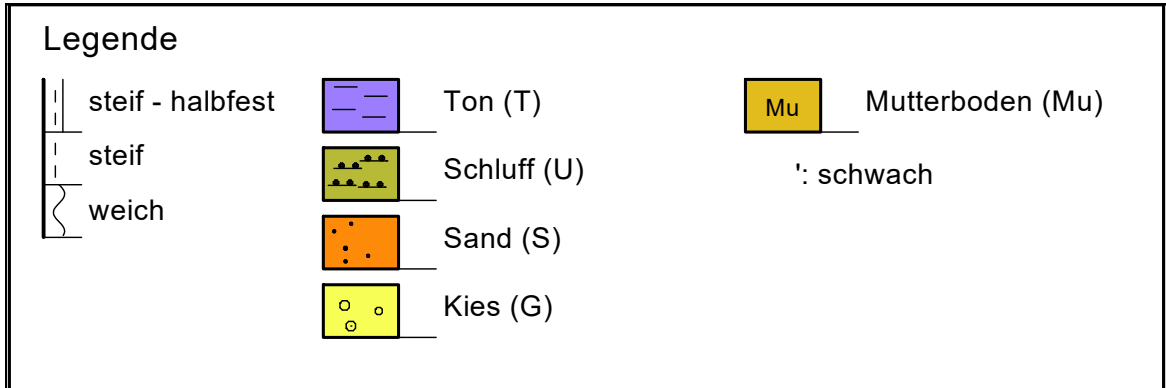 Legende
steif - halbfest
steif
weich
Ton (T)
Schluff (U)
Sand (S)
Kies (G)
Mu
Mutterboden (Mu)
': schwach